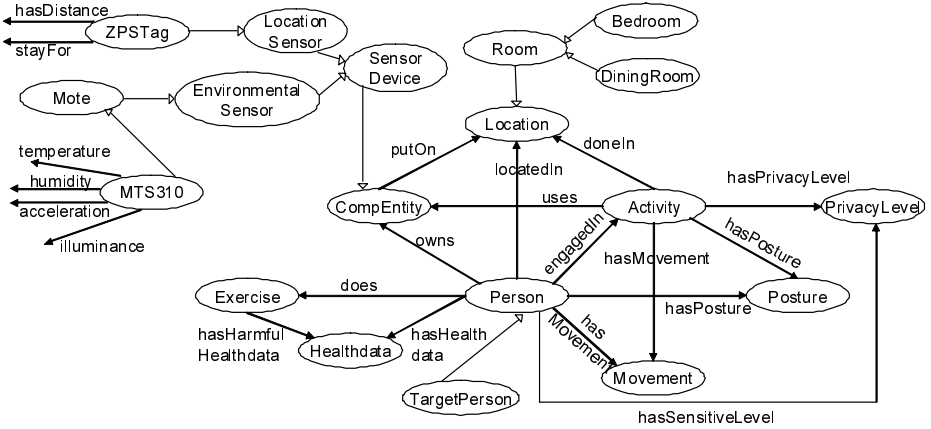 hasDistance
stayFor
ZPSTag
Location
Sensor
Sensor
Device
Room
Bedroom
DiningRoom
Mote
Environmental
Sensor
Location
temperature
humidity
acceleration
illuminance
MTS310
putOn
locatedIn
doneIn
hasPrivacyLevel
CompEntity
uses
Activity
PrivacyLevel
owns
engagedIn
hasMovement
hasPosture
Exercise
does
Person
hasPosture
Posture
hasHarmful
Healthdata
Healthdata
hasHealth
data
has
Movement
Movement
TargetPerson
hasSensitiveLevel